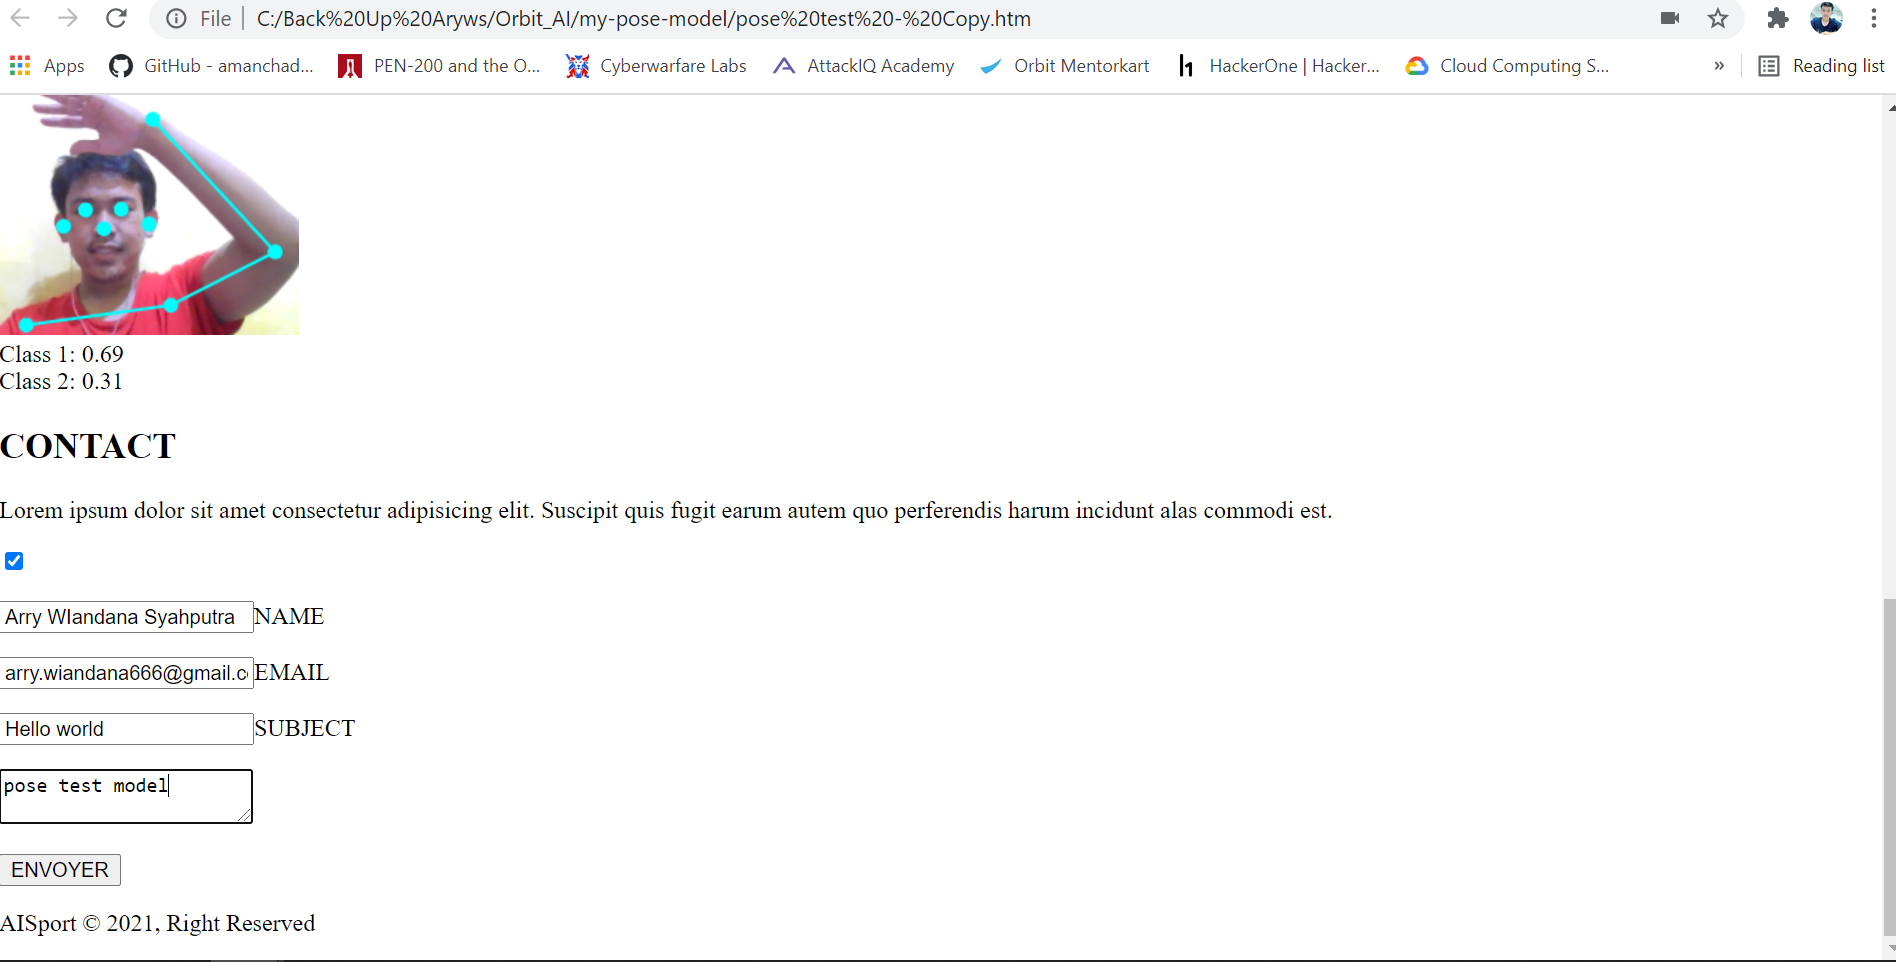 File C:/Back%20Up%20Aryws/Orbit_AI/my-pose-model/pose%20test%20-%20Copy.htm
Apps GitHub - amanchad... PEN-200 and the O... Cyberwarfare Labs AttackIQ Academy Orbit Mentorkart HackerOne | Hacker... Cloud Computing S... » Reading list
Class 1: 0.69
Class 2: 0.31
CONTACT
Lorem ipsum dolor sit amet consectetur adipisicing elit. Suscipit quis fugit earum autem quo perferendis harum incidunt alas commodi est.
Arry WIandana Syahputra NAME
arry.wiandana666@gmail.c EMAIL
Hello world SUBJECT
pose test model
ENVOYER
AISport © 2021, Right Reserved